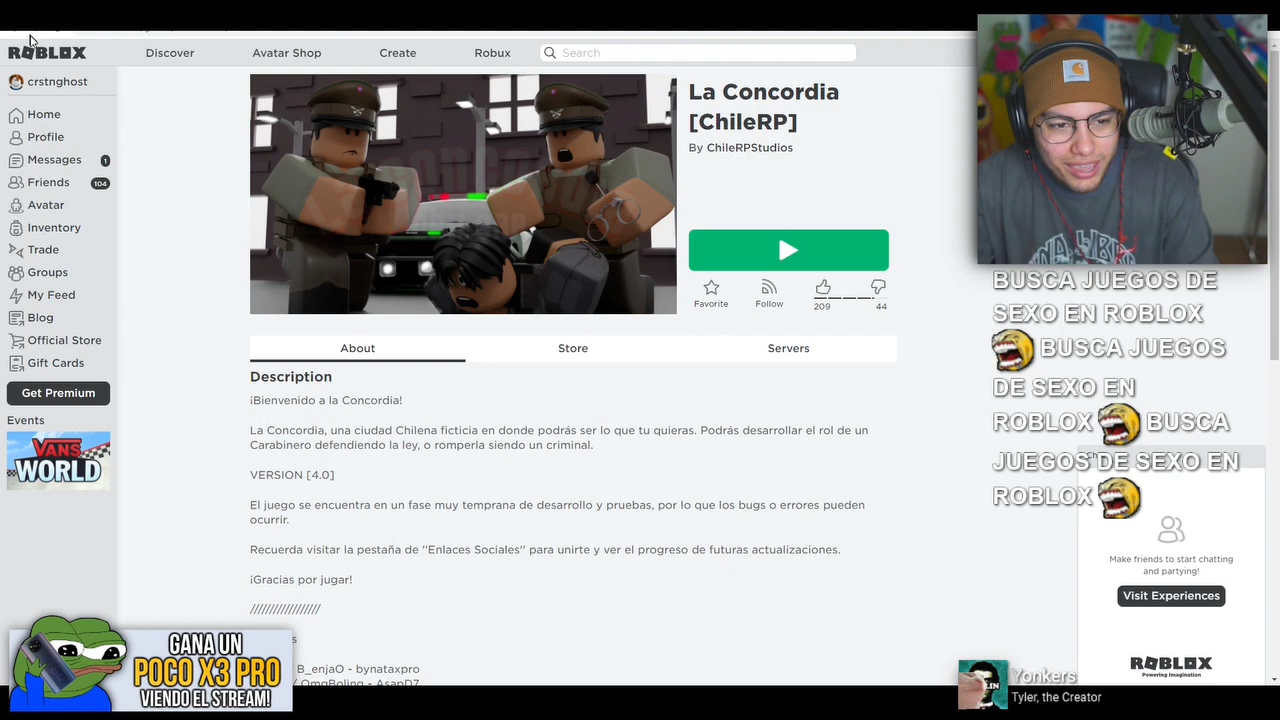 ROBLOX
Discover
Avatar Shop
Create
Robux
Search
crstnghost
Home
Profile
Messages 1
Friends 104
Avatar
Inventory
Trade
Groups
My Feed
Blog
Official Store
Gift Cards
Get Premium
Events
VANS
WORLD
La Concordia
[ChileRP]
By ChileRPStudios
Favorite
Follow
209
44
About
Store
Servers
Description
¡Bienvenido a la Concordia!
La Concordia, una ciudad Chilena ficticia en donde podrás ser lo que tu quieras. Podrás desarrollar el rol de un
Carabinero defendiendo la ley, o romperla siendo un criminal.
VERSION [4.0]
El juego se encuentra en un fase muy temprana de desarrollo y pruebas, por lo que los bugs o errores pueden
ocurrir.
Recuerda visitar la pestaña de ''Enlaces Sociales'' para unirte y ver el progreso de futuras actualizaciones.
¡Gracias por jugar!
//////////////////
B_enjaO - bynataxpro
OmgBoling - AsapD7
GANA UN
POCO X3 PRO
VIENDO EL STREAM!
BUSCA JUEGOS DE
SEXO EN ROBLOX
BUSCA JUEGOS
DE SEXO EN
ROBLOX BUSCA
JUEGOS DE SEXO EN
ROBLOX
Make friends to start chatting
and partying!
Visit Experiences
ROBLOX
Powering Imagination
Yonkers
Tyler, the Creator